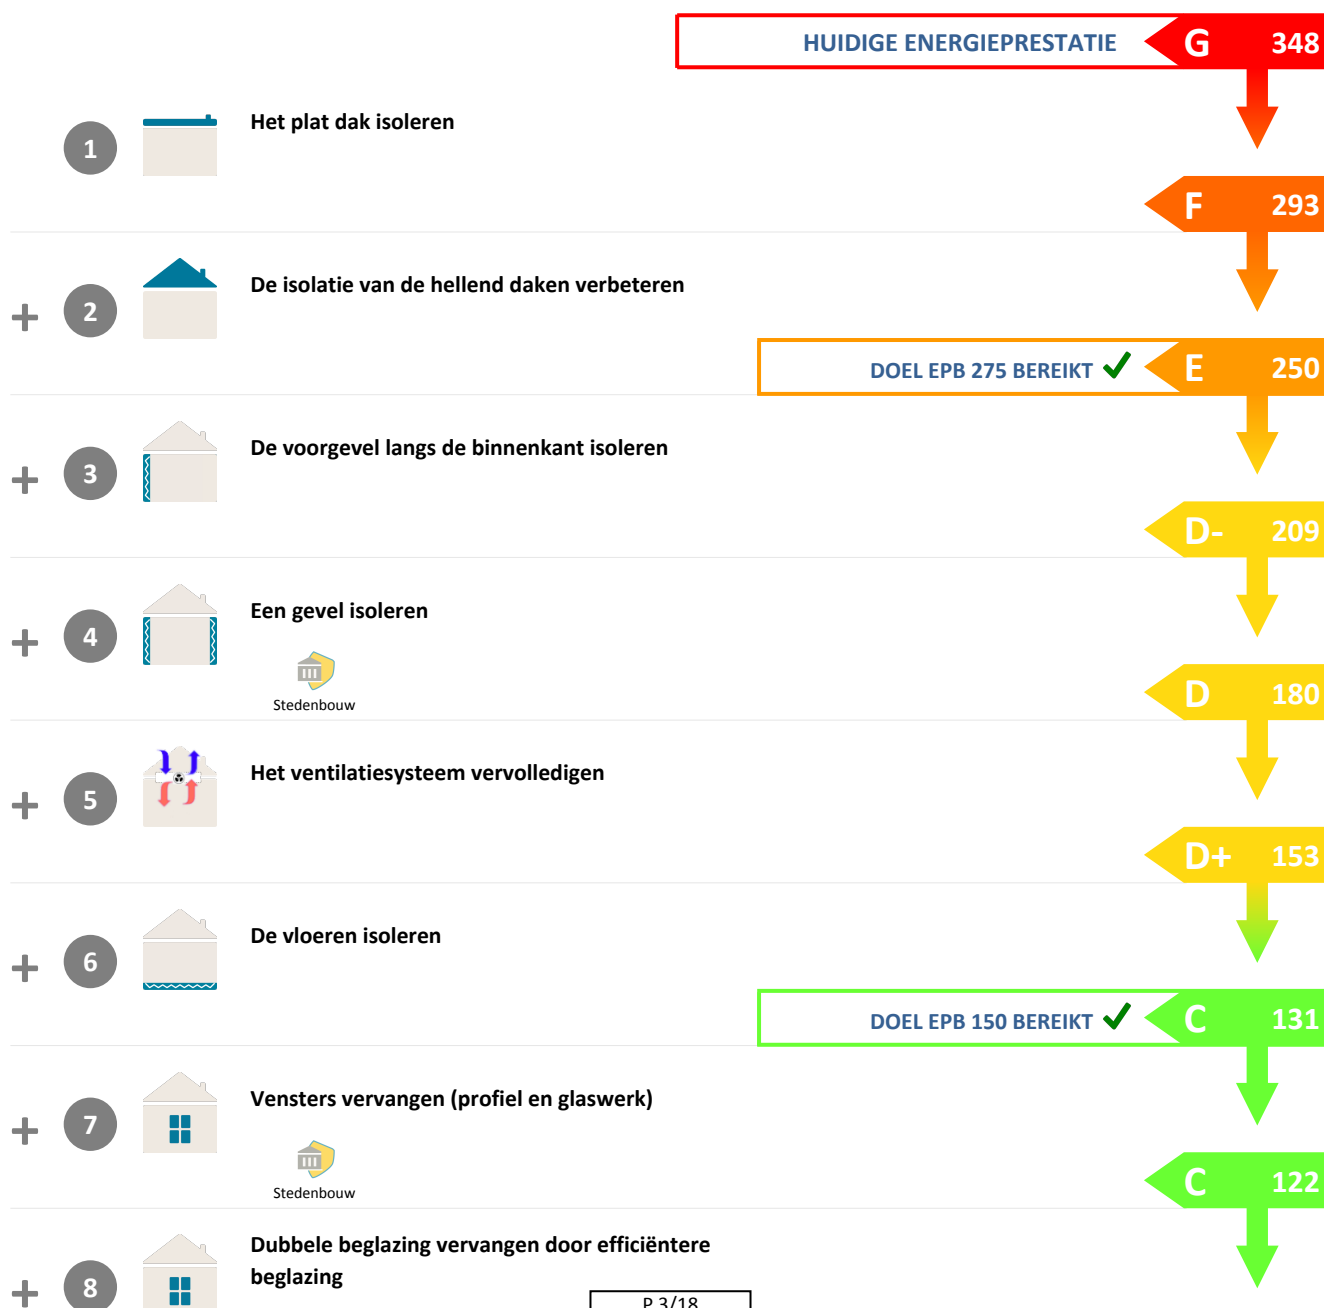 HUIDIGE ENERGIEPRESTATIE G 348
1 Het plat dak isoleren
F 293
+ 2 De isolatie van de hellend daken verbeteren
DOEL EPB 275 BEREIKT ✔ E 250
+ 3 De voorgevel langs de binnenkant isoleren
D- 209
+ 4 Een gevel isoleren
Stedenbouw
D 180
+ 5 Het ventilatiesysteem vervolledigen
D+ 153
+ 6 De vloeren isoleren
DOEL EPB 150 BEREIKT ✔ C 131
+ 7 Vensters vervangen (profiel en glaswerk)
Stedenbouw
C 122
+ 8 Dubbele beglazing vervangen door efficiëntere
beglazing
P 3/18